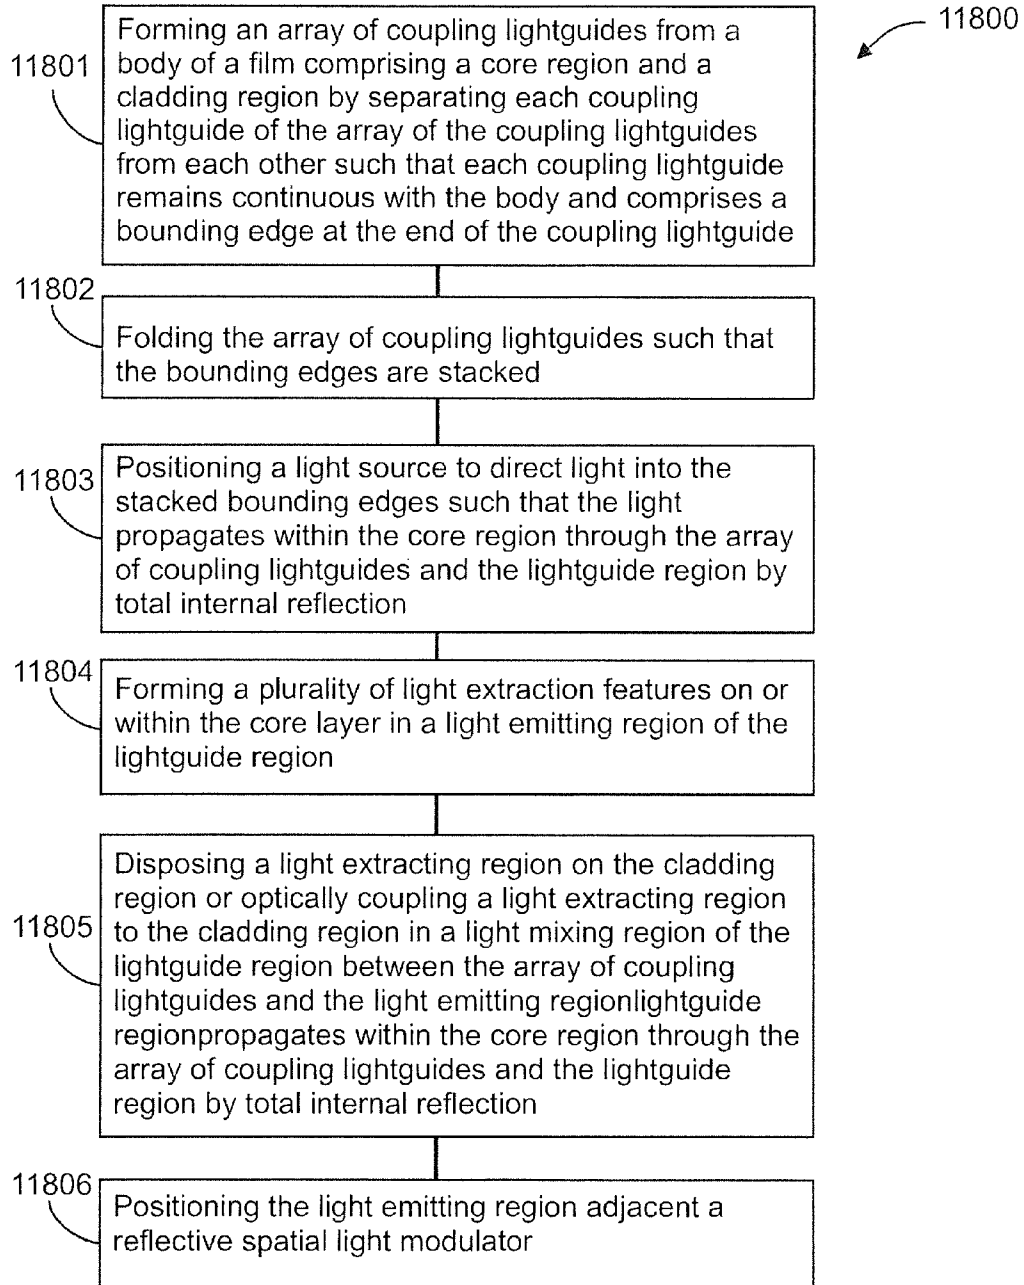 11800
11801
Forming an array of coupling lightguides from a
body of a film comprising a core region and a
cladding region by separating each coupling
lightguide of the array of the coupling lightguides
from each other such that each coupling lightguide
remains continuous with the body and comprises a
bounding edge at the end of the coupling lightguide
11802
Folding the array of coupling lightguides such that
the bounding edges are stacked
11803
Positioning a light source to direct light into the
stacked bounding edges such that the light
propagates within the core region through the array
of coupling lightguides and the lightguide region by
total internal reflection
11804
Forming a plurality of light extraction features on or
within the core layer in a light emitting region of the
lightguide region
11805
Disposing a light extracting region on the cladding
region or optically coupling a light extracting region
to the cladding region in a light mixing region of the
lightguide region between the array of coupling
lightguides and the light emitting regionlightguide
regionpropagates within the core region through the
array of coupling lightguides and the lightguide
region by total internal reflection
11806
Positioning the light emitting region adjacent a
reflective spatial light modulator